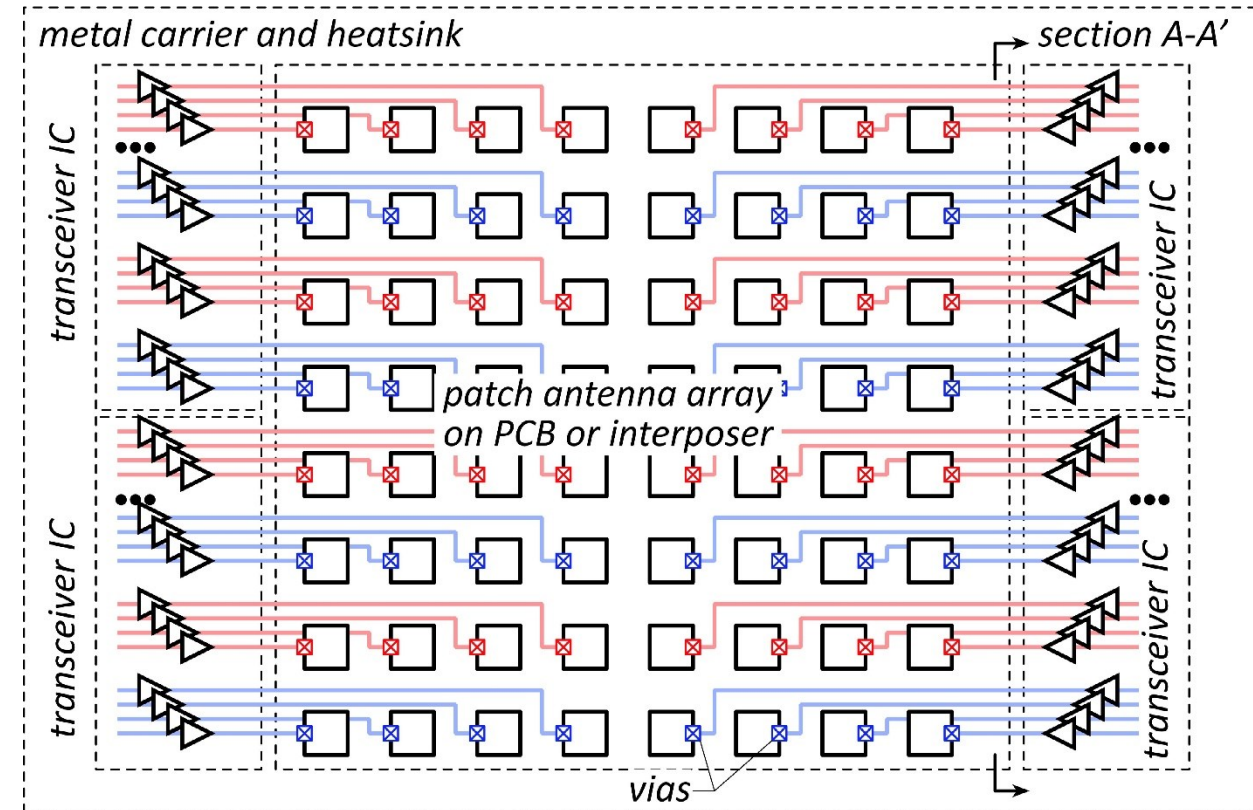 metal carrier and heatsink
section A-A’
transceiver IC
transceiver IC
patch antenna array
on PCB or interposer
transceiver IC
transceiver IC
vias